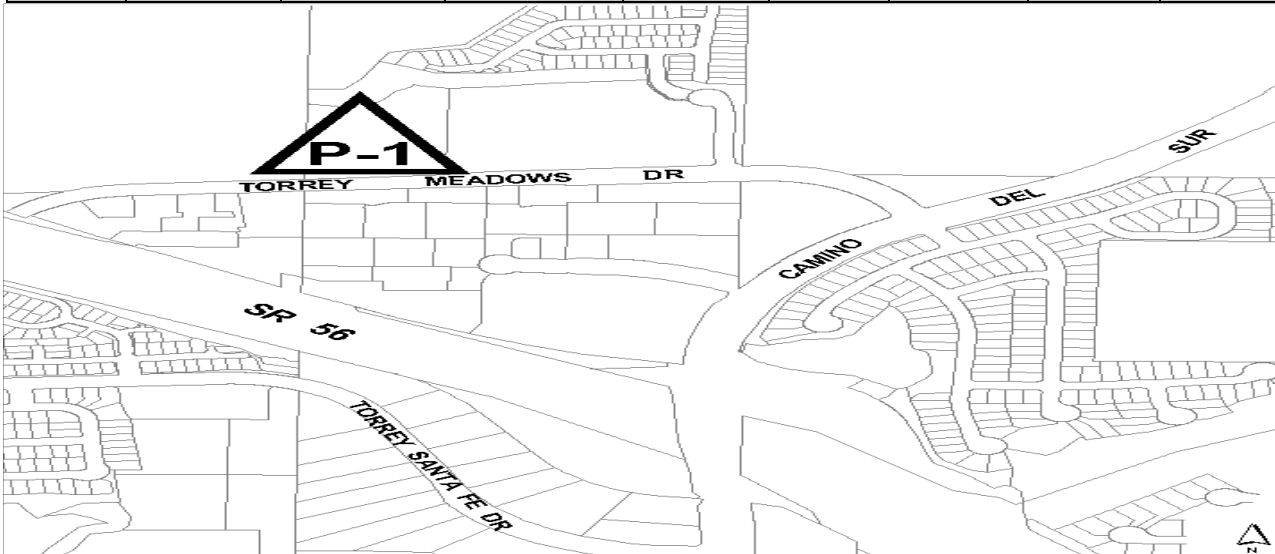 P-1
TORREY MEADOWS DR
CAMINO DEL SUR
SR 56
TORREY SANTA FE DR
N